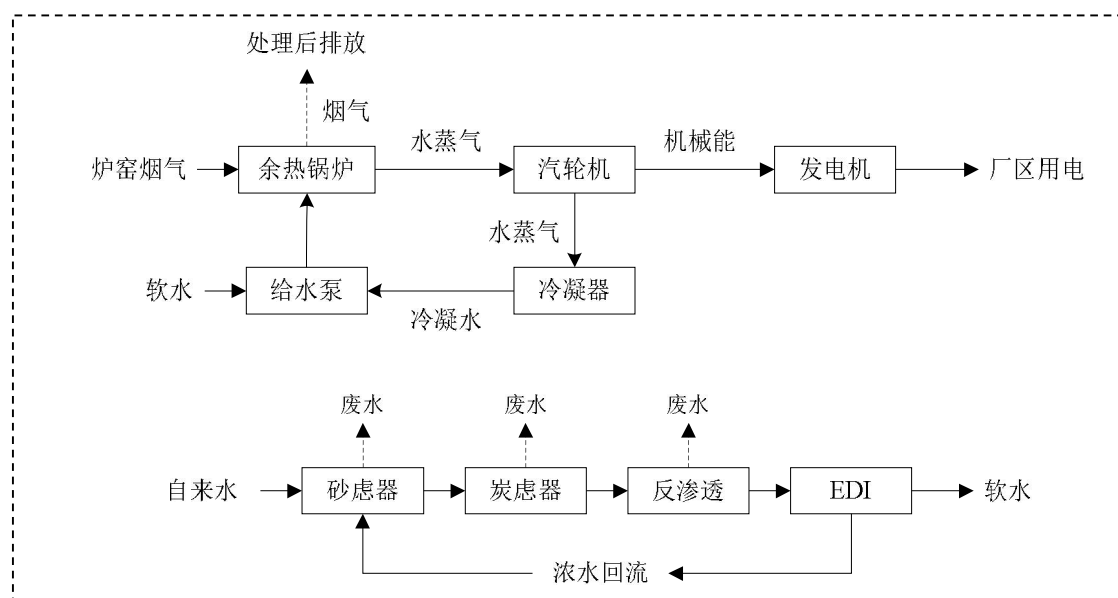 处理后排放
烟气
水蒸气
机械能
炉窑烟气
余热锅炉
汽轮机
发电机
厂区用电
水蒸气
软水
给水泵
冷凝器
冷凝水
废水
废水
废水
自来水
砂虑器
炭虑器
反渗透
EDI
软水
浓水回流